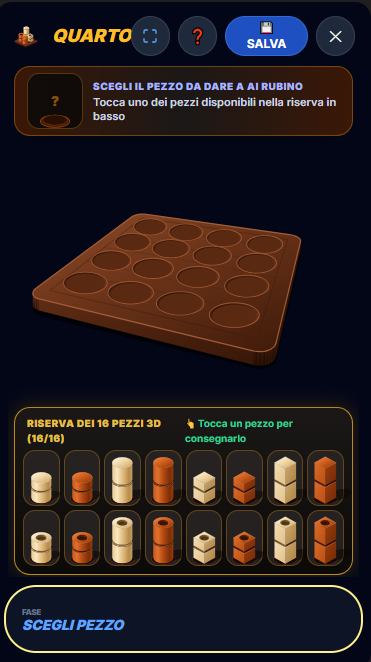 QUARTO
?
SALVA
?
SCEGLI IL PEZZO DA DARE A AI RUBINO
Tocca uno dei pezzi disponibili nella riserva in
basso
RISERVA DEI 16 PEZZI 3D
(16/16)
Tocca un pezzo per
consegnarlo
FASE
SCEGLI PEZZO